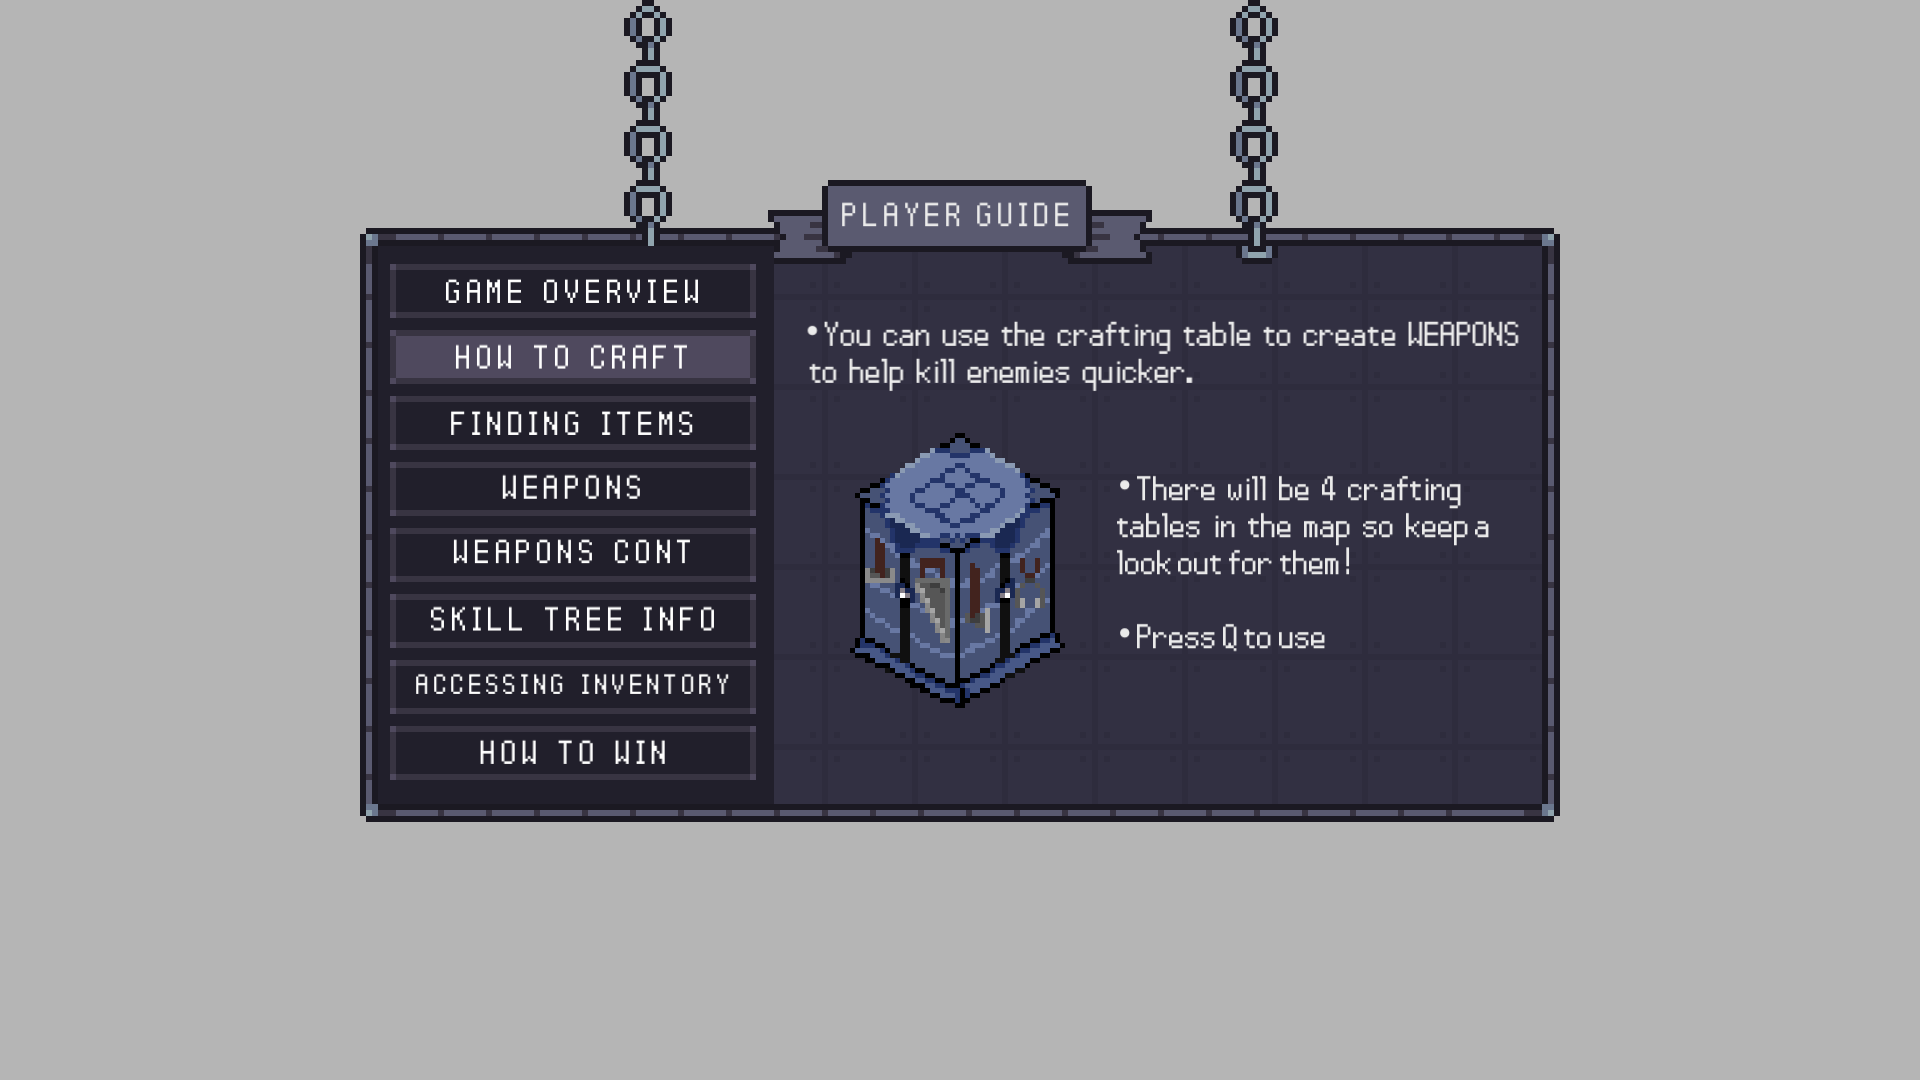 PLAYER GUIDE
GAME OVERVIEW
HOW TO CRAFT
FINDING ITEMS
WEAPONS
WEAPONS CONT
SKILL TREE INFO
ACCESSING INVENTORY
HOW TO WIN
•You can use the crafting table to create WEAPONS
to help kill enemies quicker.
•There will be 4 crafting
tables in the map so keep a
look out for them!
•Press Q to use